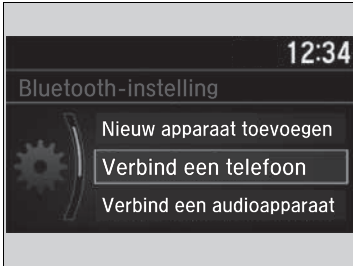 12:34
Bluetooth-instelling
Nieuw apparaat toevoegen
Verbind een telefoon
Verbind een audioapparaat